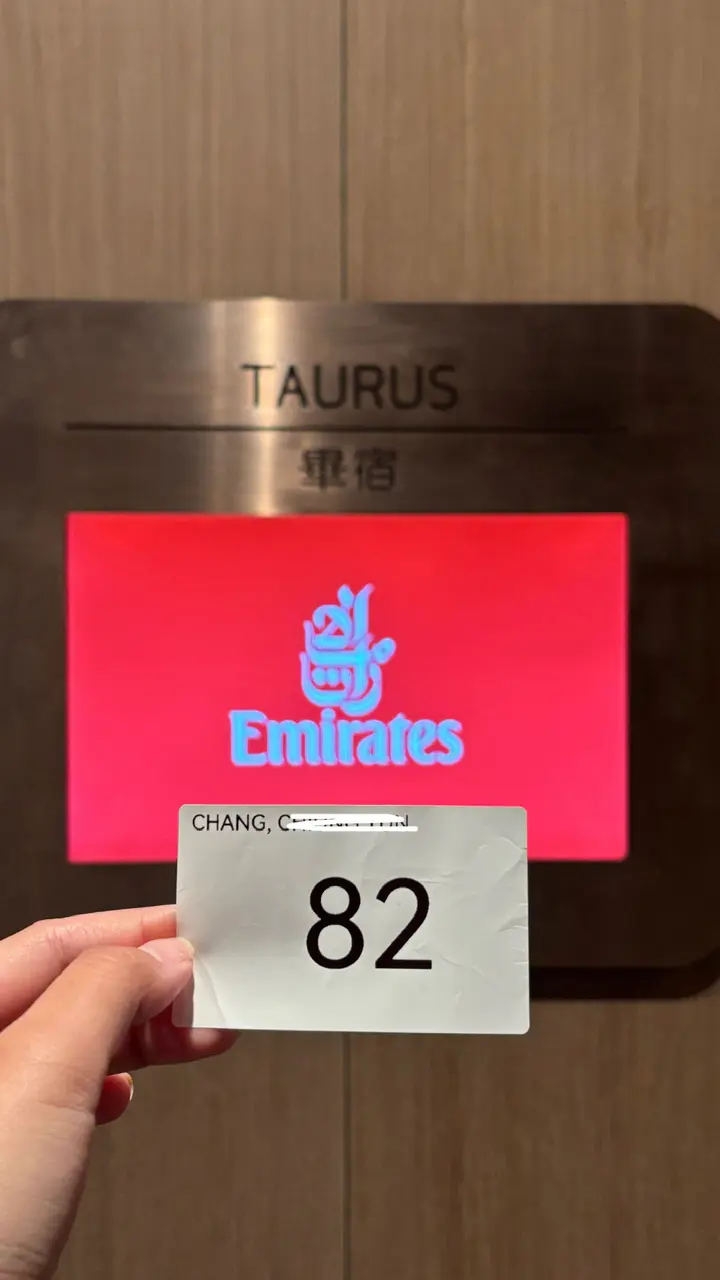 TAURUS
畢宿
Emirates
CHANG,
82